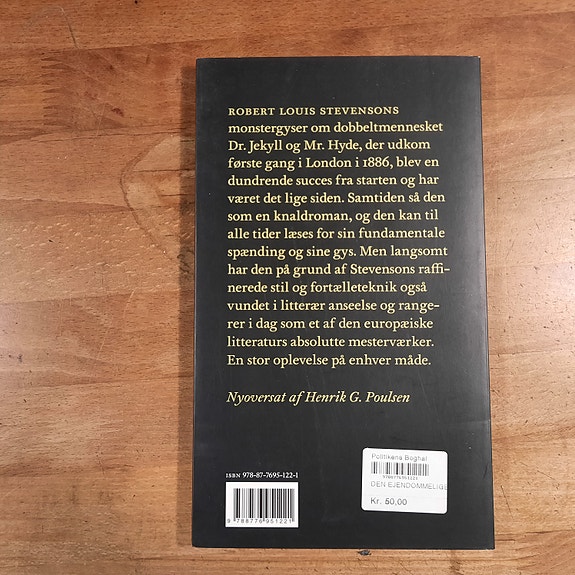 ROBERT LOUIS STEVENSONS
monstergyser om dobbeltmennesket
Dr. Jekyll og Mr. Hyde, der udkom
første gang i London i 1886, blev en
dundrende succes fra starten og har
været det lige siden. Samtiden så den
som en knaldroman, og den kan til
alle tider læses for sin fundamentale
spænding og sine gys. Men langsomt
har den på grund af Stevensons raffi-
nerede stil og fortælleteknik også
vundet i litterær anseelse og range-
rer i dag som et af den europæiske
litteraturs absolutte mesterværker.
En stor oplevelse på enhver måde.
Nyoversat af Henrik G. Poulsen
ISBN 978-87-7695-122-1
9 788776 951221
Politikens Boghal
9788776951221
DEN EJENDOMMELIGE
Kr. 50,00